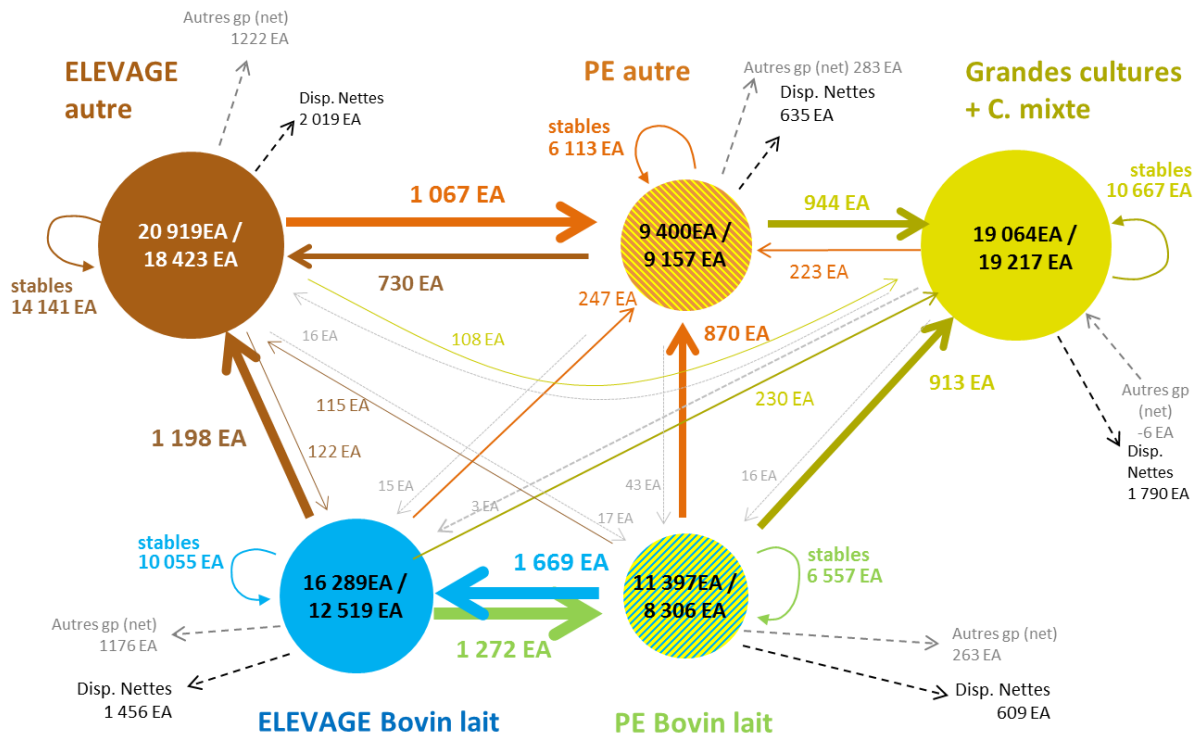 Autres gp (net)
1222 EA
ELEVAGE
autre
Disp. Nettes
2 019 EA
PE autre
Autres gp (net) 283 EA
Disp. Nettes
635 EA
Grandes cultures
+ C. mixte
stables
6 113 EA
stables
10 667 EA
1 067 EA
944 EA
20 919EA /
18 423 EA
9 400EA /
9 157 EA
19 064EA /
19 217 EA
730 EA
223 EA
stables
14 141 EA
247 EA
16 EA
108 EA
870 EA
913 EA
Autres gp
(net)
-6 EA
Disp.
Nettes
1 790 EA
115 EA
230 EA
1 198 EA
122 EA
15 EA
3 EA
43 EA
17 EA
16 EA
stables
10 055 EA
1 669 EA
stables
6 557 EA
16 289EA /
12 519 EA
11 397EA /
8 306 EA
Autres gp (net)
1176 EA
1 272 EA
Autres gp (net)
263 EA
Disp. Nettes
1 456 EA
Disp. Nettes
609 EA
ELEVAGE Bovin lait
PE Bovin lait